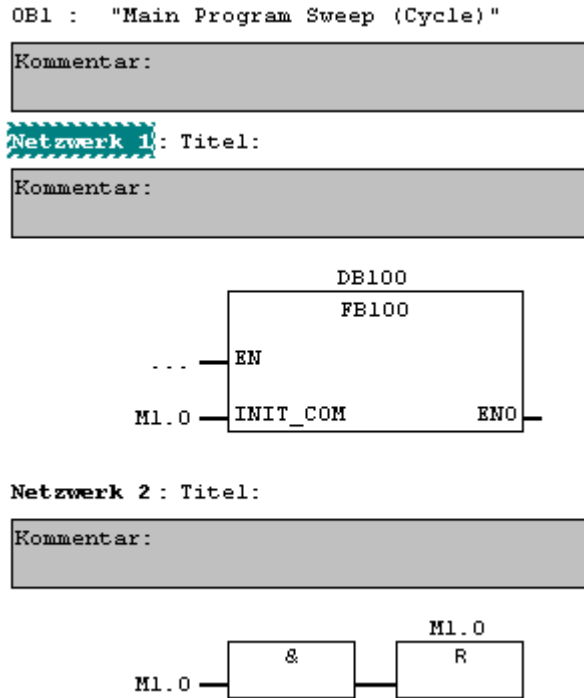 OB1 : "Main Program Sweep (Cycle)"
Kommentar:
Netzwerk 1: Titel:
Kommentar:
DB100
FB100
... EN
M1.0 INIT_COM ENO
Netzwerk 2 : Titel:
Kommentar:
M1.0
& R
M1.0